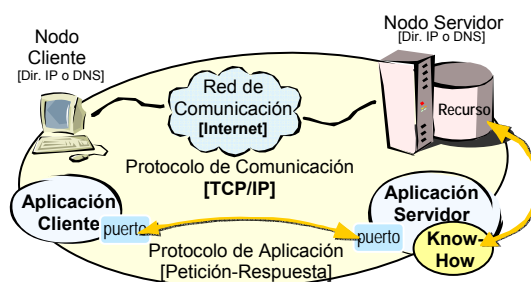 Nodo
Cliente
[Dir. IP o DNS]
Nodo Servidor
[Dir. IP o DNS]
Red de
Comunicación
[Internet]
Recurso
Protocolo de Comunicación
[TCP/IP]
Aplicación
Cliente
puerto
Aplicación
Servidor
puerto
Know-
How
Protocolo de Aplicación
[Petición-Respuesta]